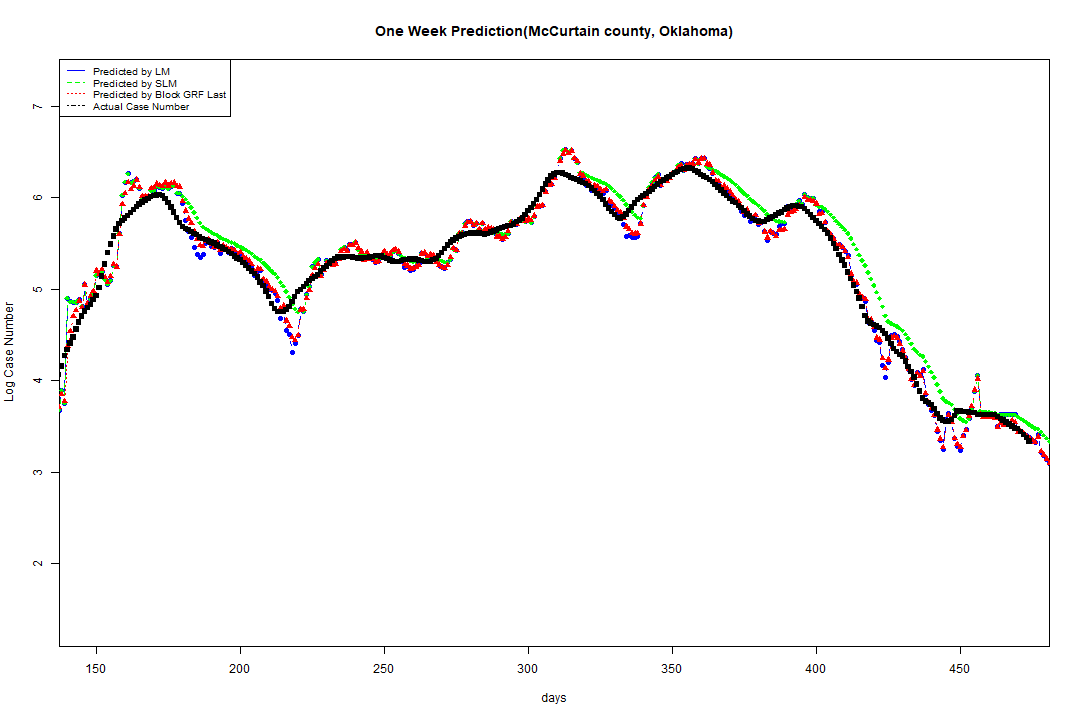 One Week Prediction(McCurtain county, Oklahoma)
Predicted by LM
Predicted by SLM
Predicted by Block GRF Last
Actual Case Number
Log Case Number
7
6
5
4
3
2
150
200
250
300
350
400
450
days